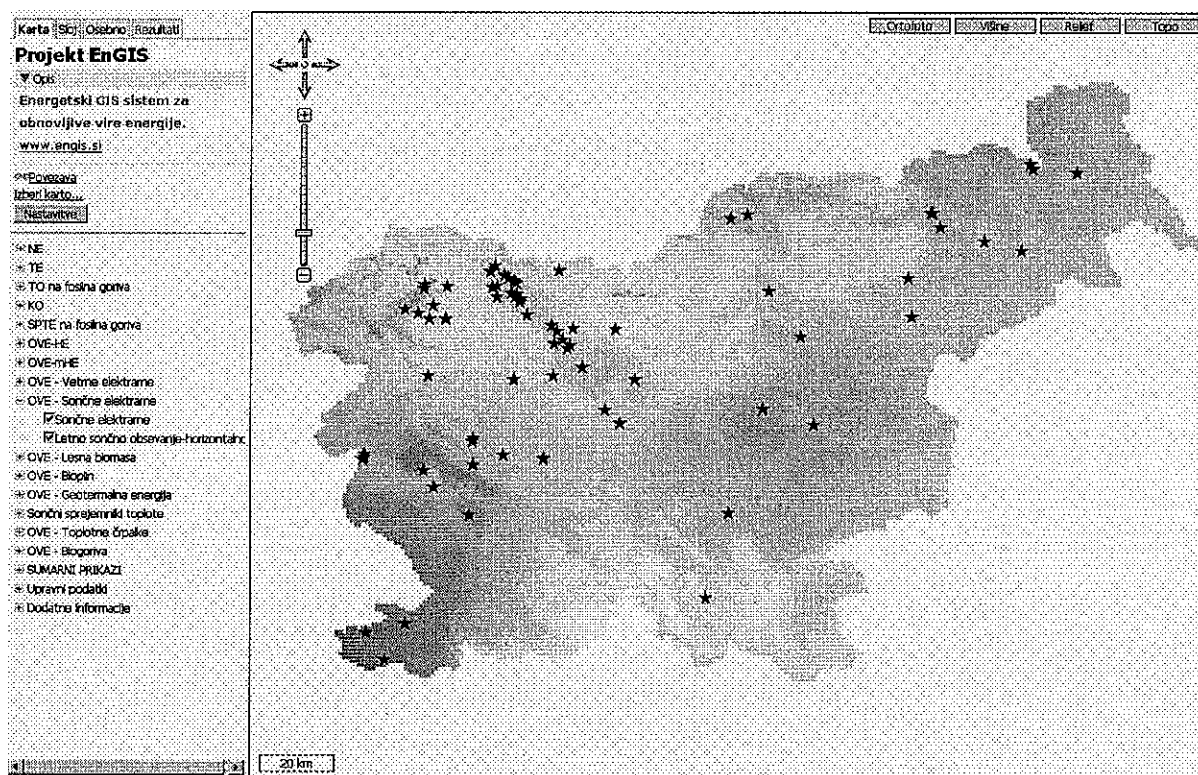 Karta Sloj Osebno Rezultati
Projekt EnGIS
Opis
Energetski GIS sistem za
obnovljive vire energije.
www.engis.si
Povezava
Izberi karto...
Nastavitve
NE
TE
TO na fosilna goriva
KO
SPTE na fosilna goriva
OVE-HE
OVE-mHE
OVE - Vetrne elektrarne
OVE - Sončne elektrarne
Sončne elektrarne
Letno sončno obsevanje-horizontalno
OVE - Lesna biomasa
OVE - Bioplin
OVE - Geotermalna energija
Sončni sprejemniki toplote
OVE - Toplotne črpalke
OVE - Biogoriva
SUMARNI PRIKAZI
Upravni podatki
Dodatne informacije
Ortofoto Višine Relief Topo
20 km